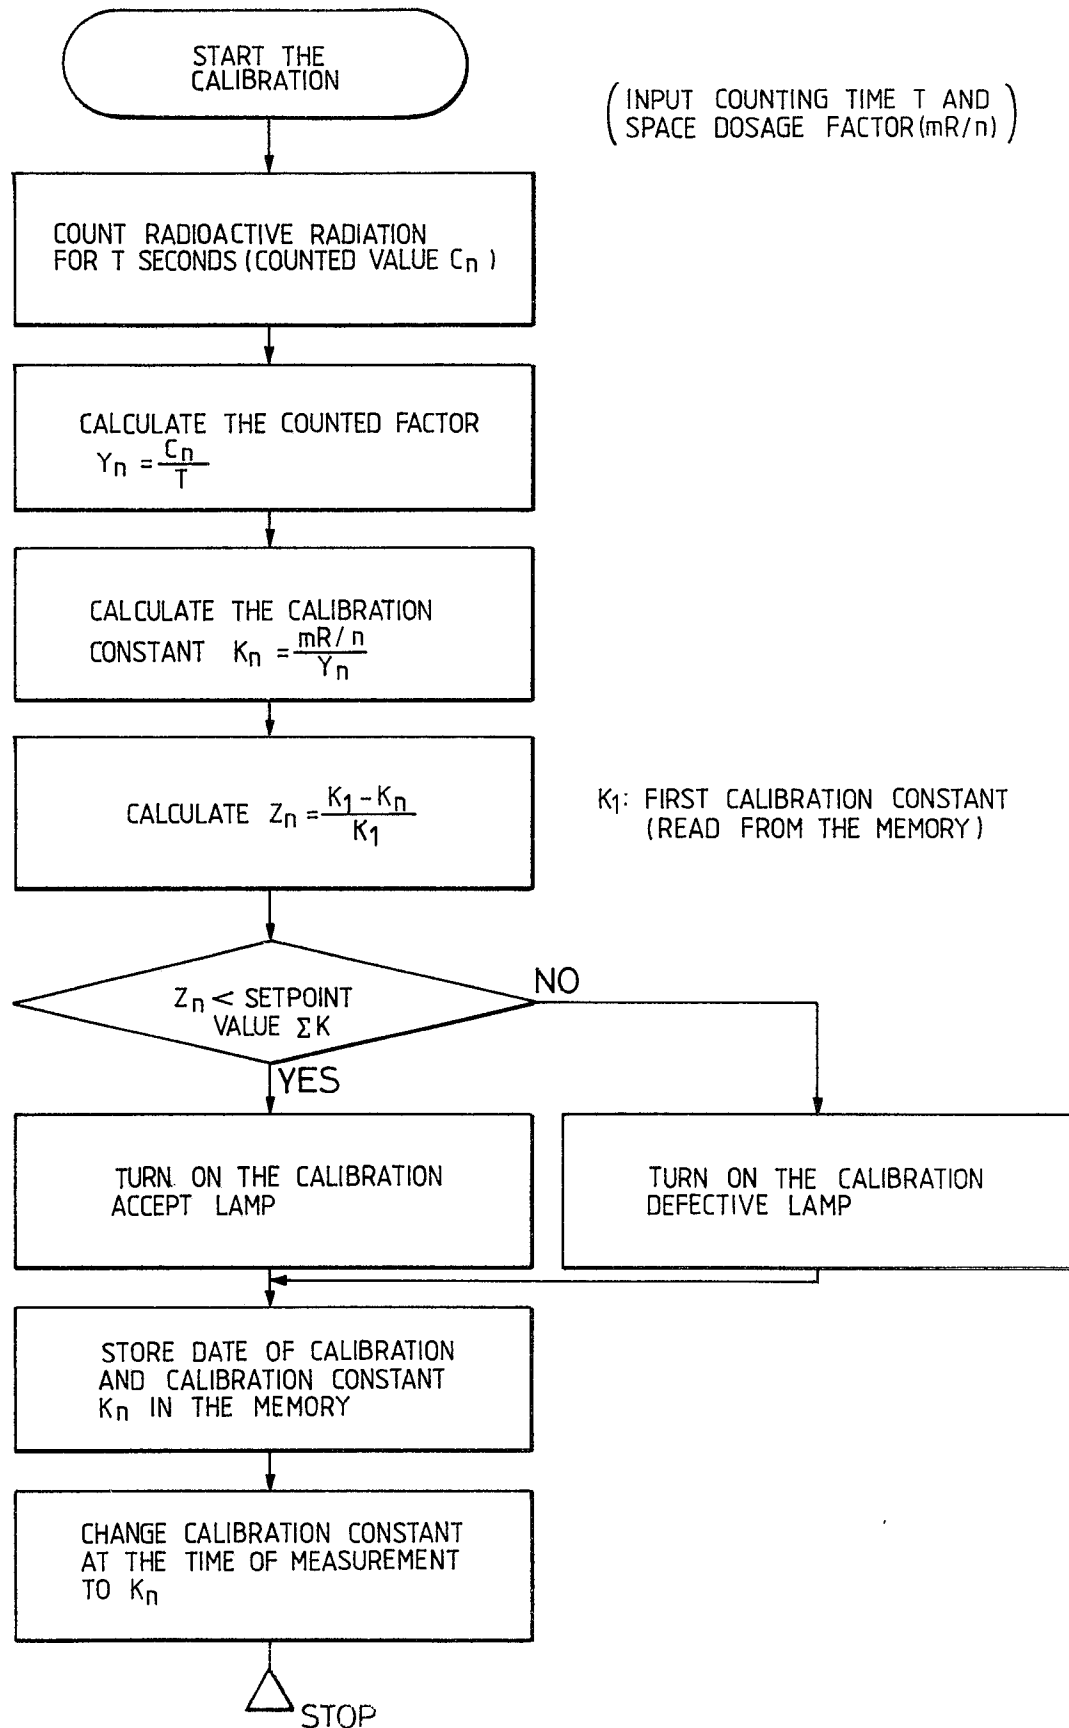 START THE
CALIBRATION
(INPUT COUNTING TIME T AND
SPACE DOSAGE FACTOR (mR/n))
COUNT RADIOACTIVE RADIATION
FOR T SECONDS (COUNTED VALUE Cn)
CALCULATE THE COUNTED FACTOR
Yn = Cn/T
CALCULATE THE CALIBRATION
CONSTANT Kn = mR/n / Yn
CALCULATE Zn = K1 - Kn / K1
K1: FIRST CALIBRATION CONSTANT
(READ FROM THE MEMORY)
Zn < SETPOINT
VALUE ΣK
NO
YES
TURN ON THE CALIBRATION
ACCEPT LAMP
TURN ON THE CALIBRATION
DEFECTIVE LAMP
STORE DATE OF CALIBRATION
AND CALIBRATION CONSTANT
Kn IN THE MEMORY
CHANGE CALIBRATION CONSTANT
AT THE TIME OF MEASUREMENT
TO Kn
STOP